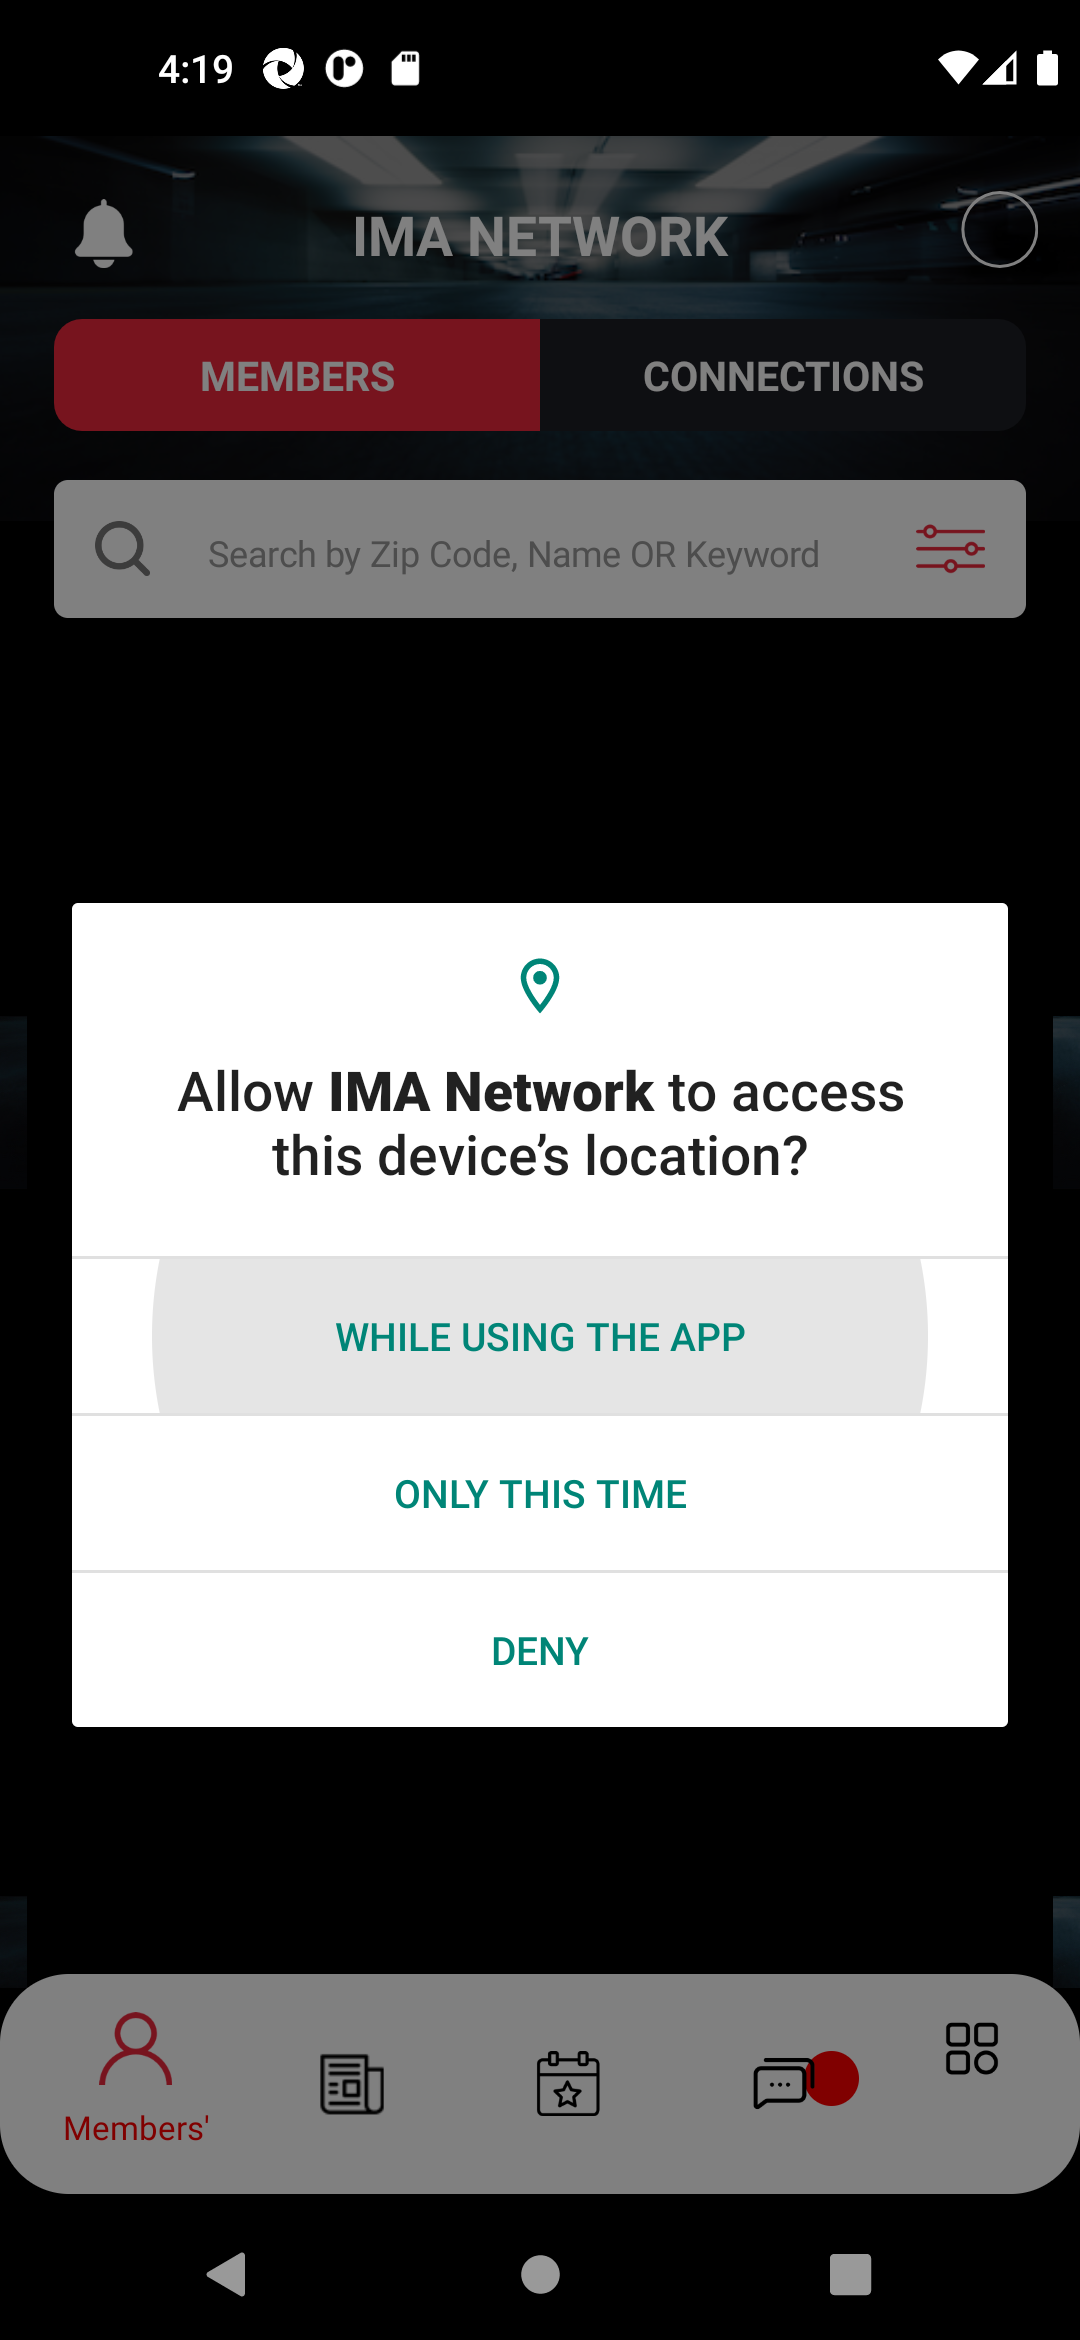 4:19
IMA NETWORK
MEMBERS
CONNECTIONS
Search by Zip Code, Name OR Keyword
Allow IMA Network to access
this device’s location?
WHILE USING THE APP
ONLY THIS TIME
DENY
Members'